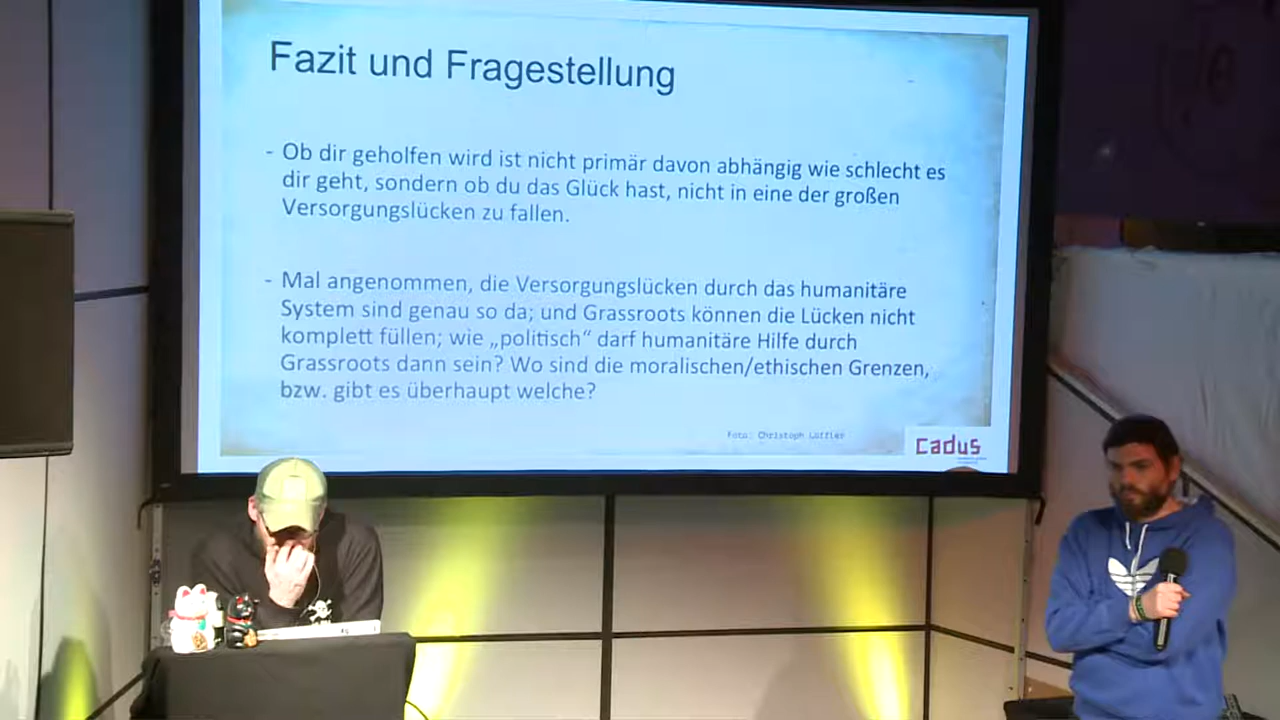 Fazit und Fragestellung
- Ob dir geholfen wird ist nicht primär davon abhängig wie schlecht es
dir geht, sondern ob du das Glück hast, nicht in eine der großen
Versorgungslücken zu fallen.
- Mal angenommen, die Versorgungslücken durch das humanitäre
System sind genau so da; und Grassroots können die Lücken nicht
komplett füllen; wie „politisch“ darf humanitäre Hilfe durch
Grassroots dann sein? Wo sind die moralischen/ethischen Grenzen,
bzw. gibt es überhaupt welche?
Foto: Christoph Löffler
cadus